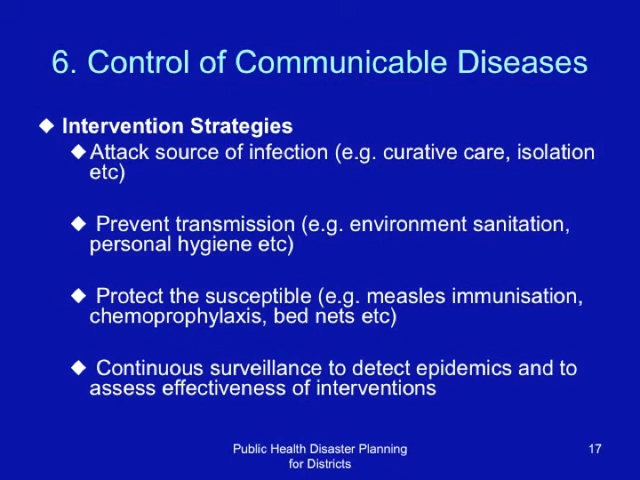 6. Control of Communicable Diseases
◆ Intervention Strategies
◆ Attack source of infection (e.g. curative care, isolation
etc)
◆ Prevent transmission (e.g. environment sanitation,
personal hygiene etc)
◆ Protect the susceptible (e.g. measles immunisation,
chemoprophylaxis, bed nets etc)
◆ Continuous surveillance to detect epidemics and to
assess effectiveness of interventions
Public Health Disaster Planning
for Districts
17